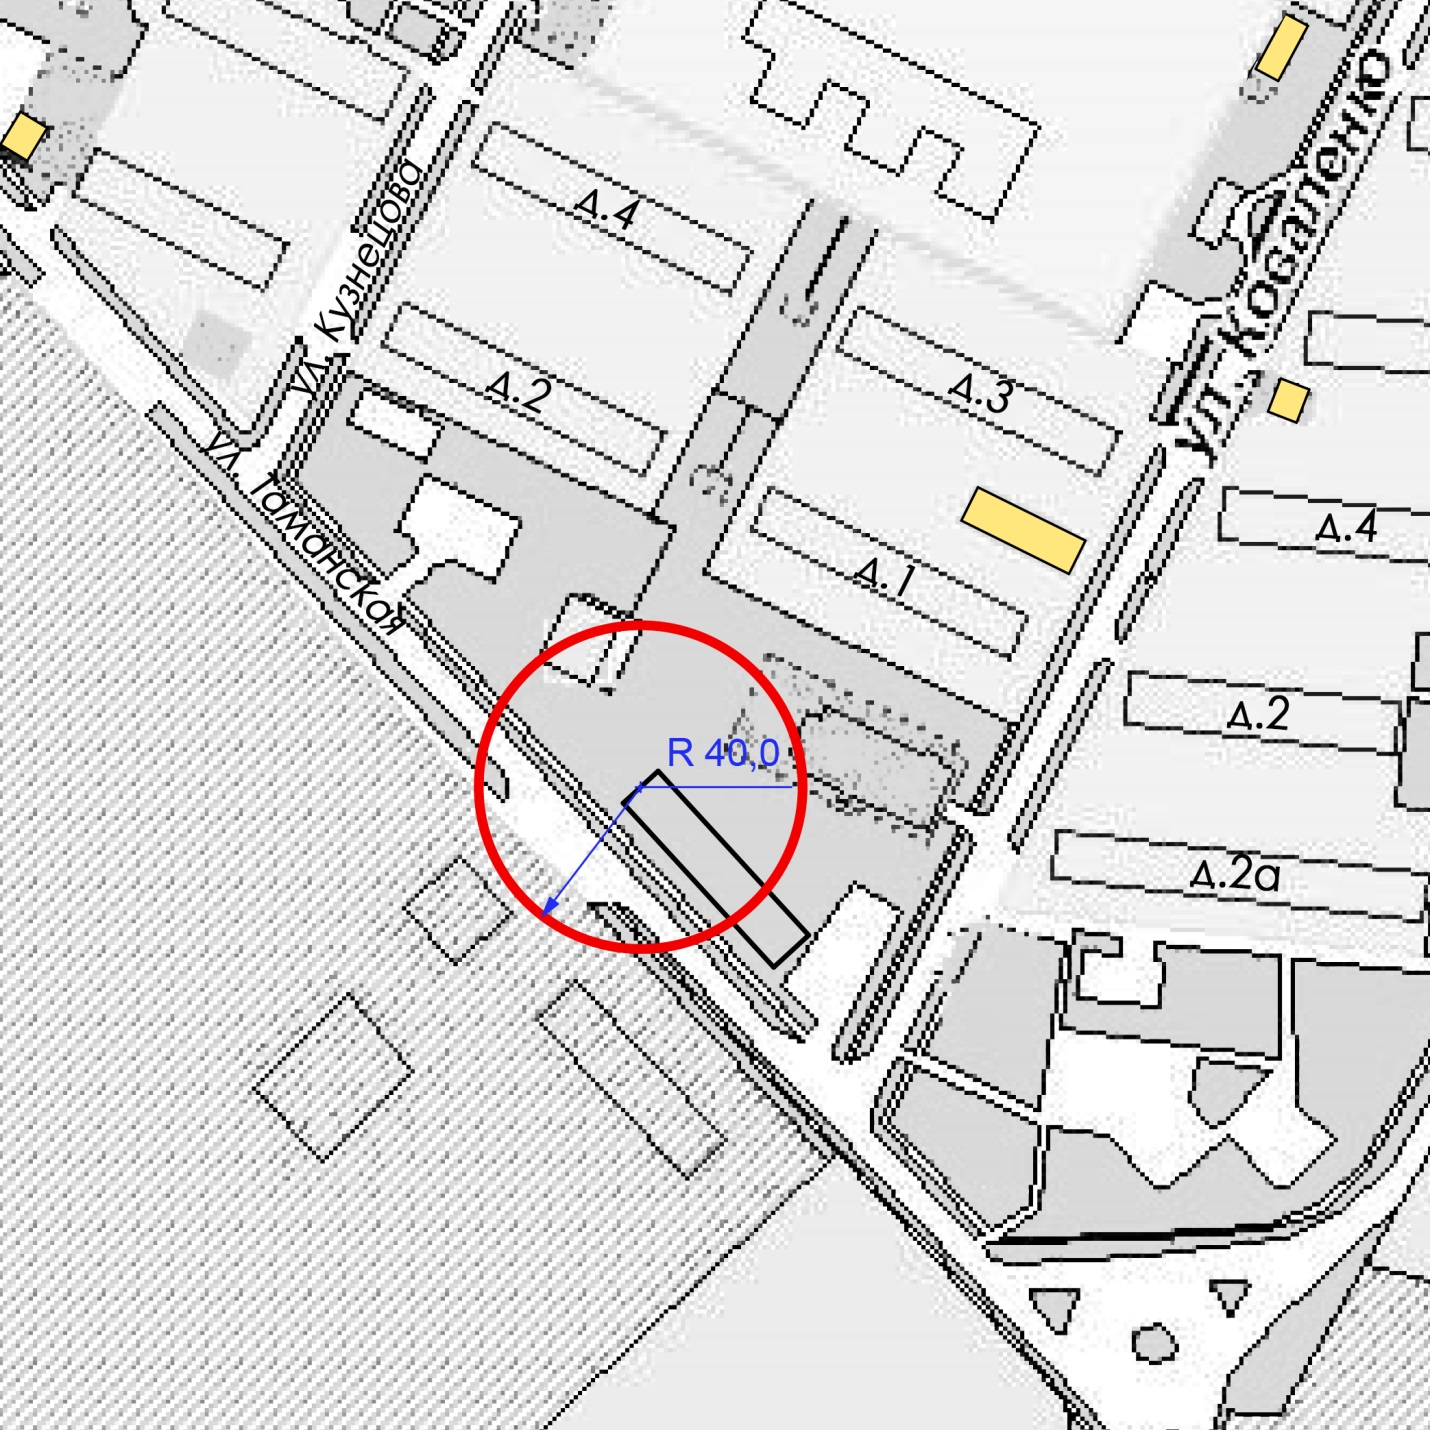 ул. Коваленко
ул. Кузнецова
д.4
д.2
д.3
ул. Таманская
д.4
д.1
д.2
R 40,0
д.2а